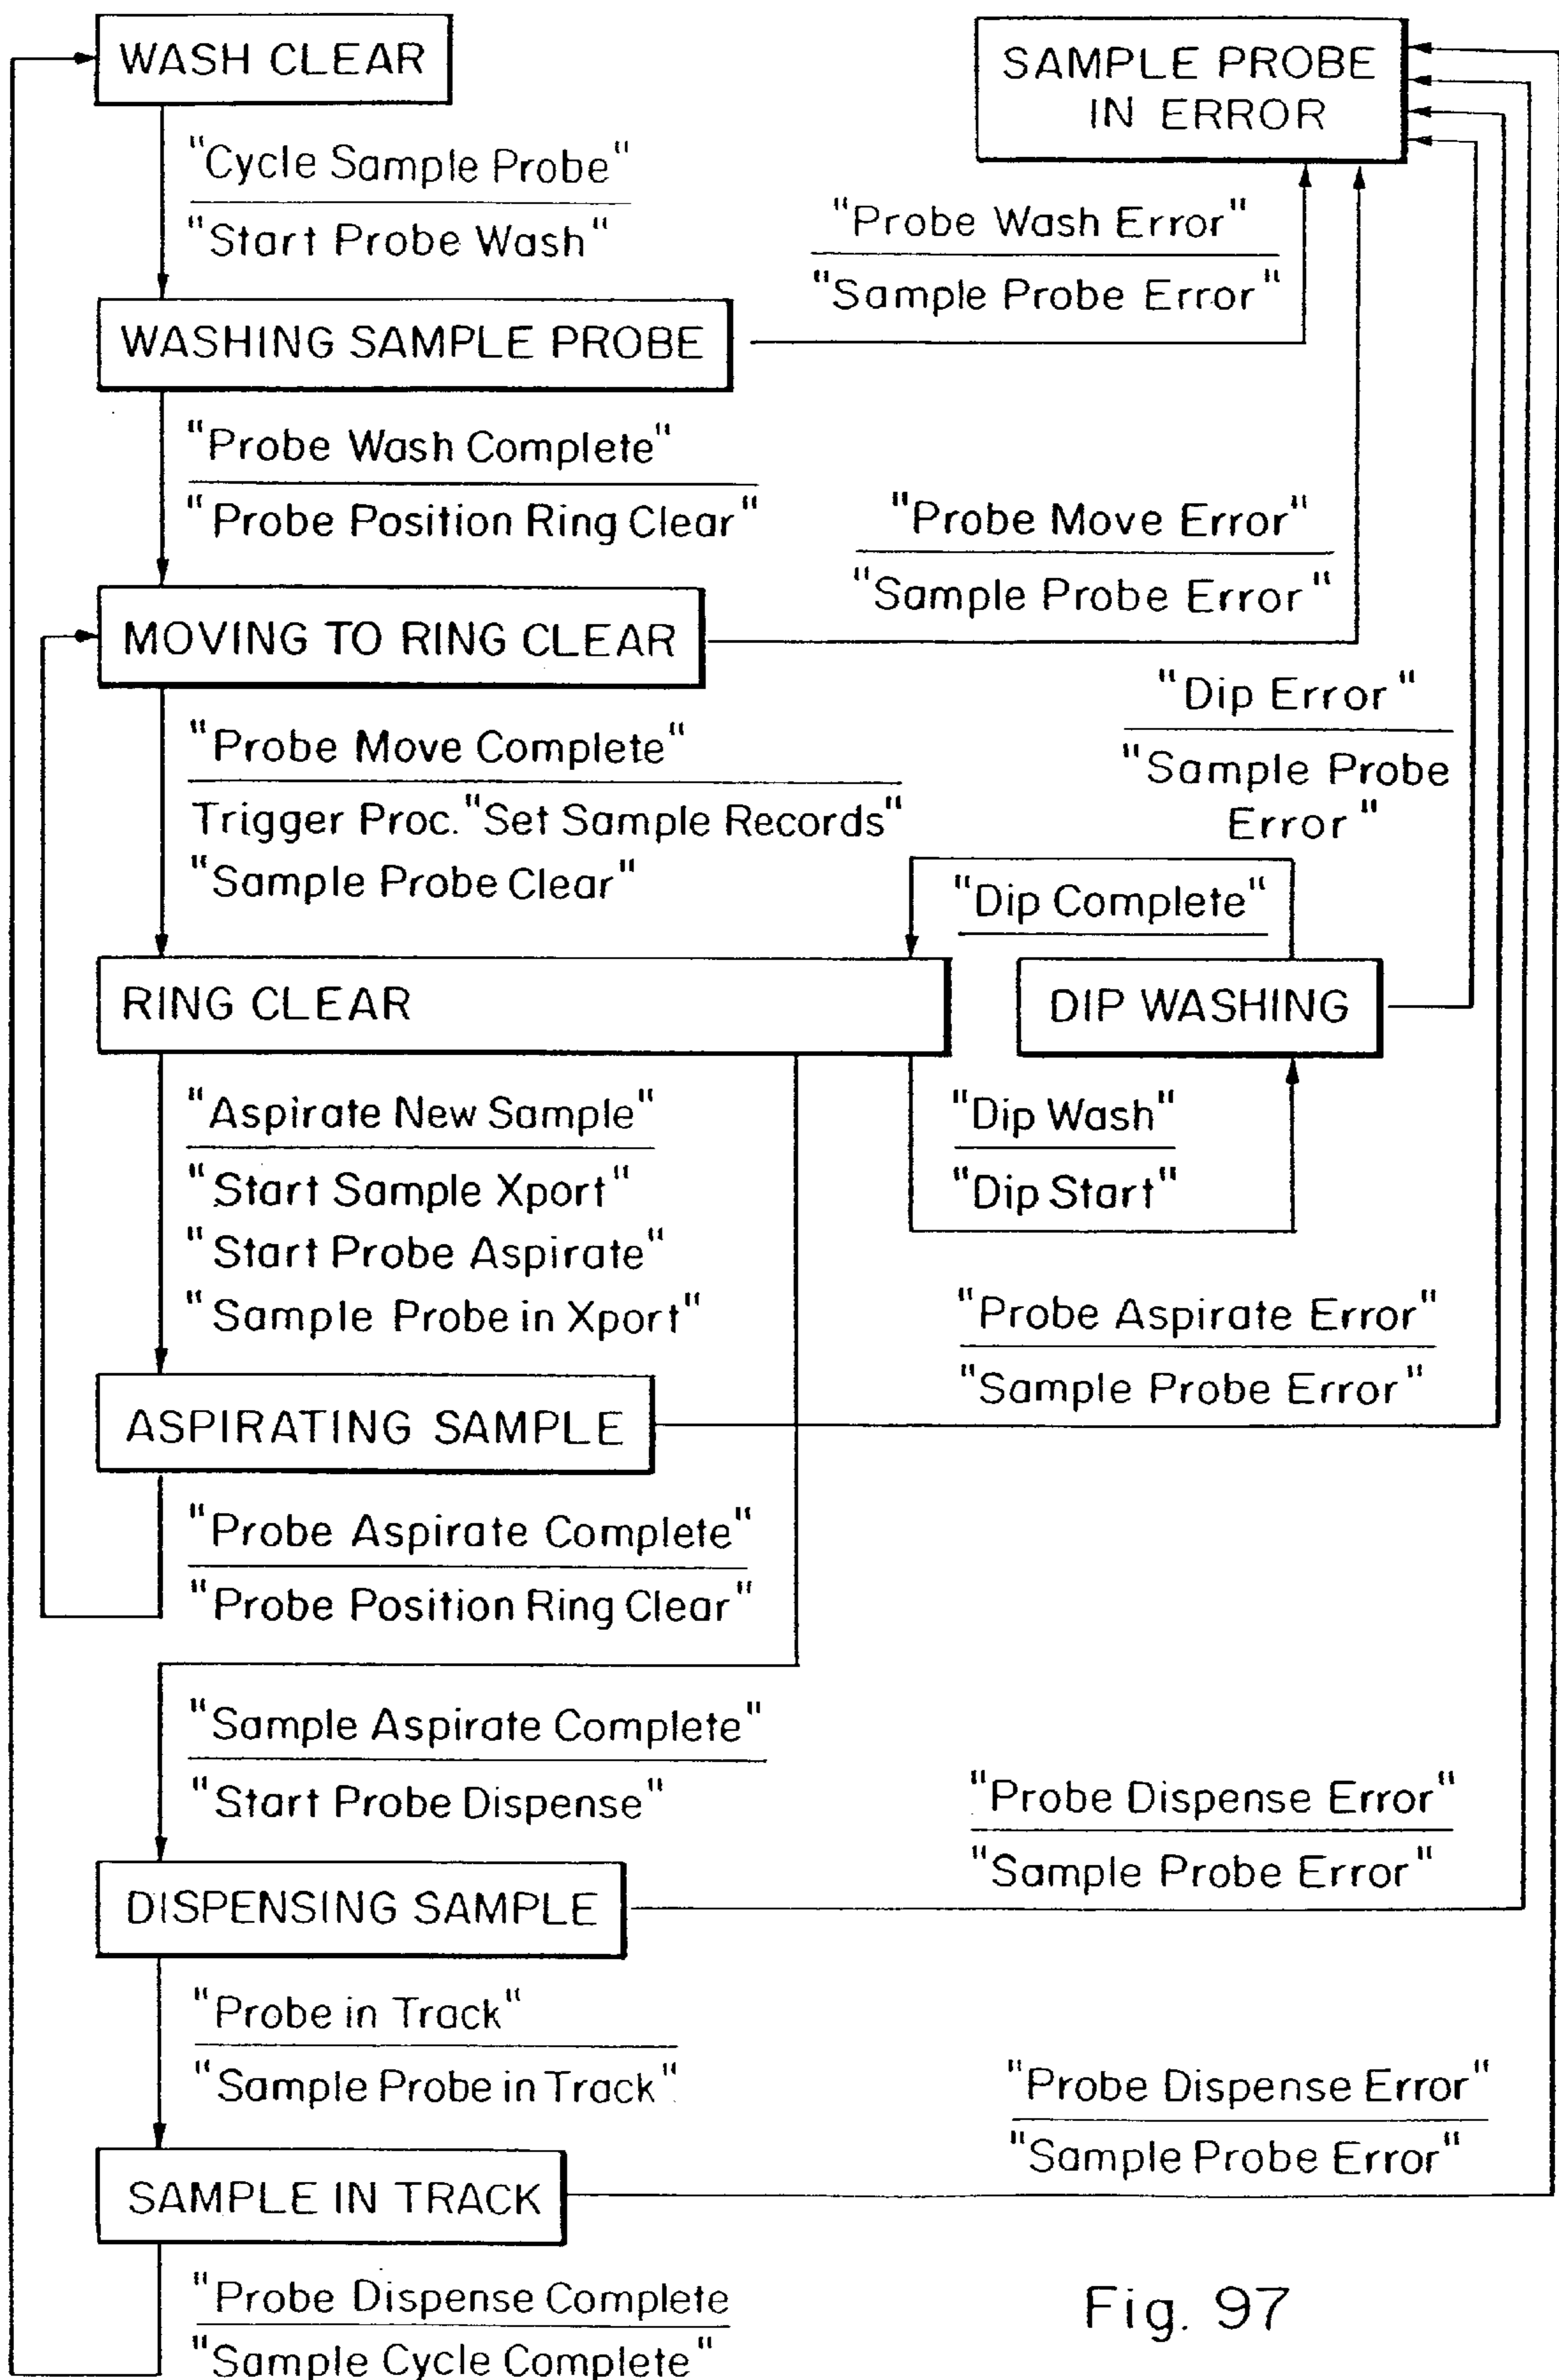 WASH CLEAR
SAMPLE PROBE
IN ERROR
"Cycle Sample Probe"
"Start Probe Wash"
"Probe Wash Error"
"Sample Probe Error"
WASHING SAMPLE PROBE
"Probe Wash Complete"
"Probe Position Ring Clear"
"Probe Move Error"
"Sample Probe Error"
MOVING TO RING CLEAR
"Dip Error"
"Sample Probe
Error"
"Probe Move Complete"
Trigger Proc. "Set Sample Records"
"Sample Probe Clear"
"Dip Complete"
RING CLEAR
DIP WASHING
"Aspirate New Sample"
"Start Sample Xport"
"Start Probe Aspirate"
"Sample Probe in Xport"
"Dip Wash"
"Dip Start"
"Probe Aspirate Error"
"Sample Probe Error"
ASPIRATING SAMPLE
"Probe Aspirate Complete"
"Probe Position Ring Clear"
"Sample Aspirate Complete"
"Start Probe Dispense"
"Probe Dispense Error"
"Sample Probe Error"
DISPENSING SAMPLE
"Probe in Track"
"Sample Probe in Track"
"Probe Dispense Error"
"Sample Probe Error"
SAMPLE IN TRACK
"Probe Dispense Complete
"Sample Cycle Complete"
Fig. 97